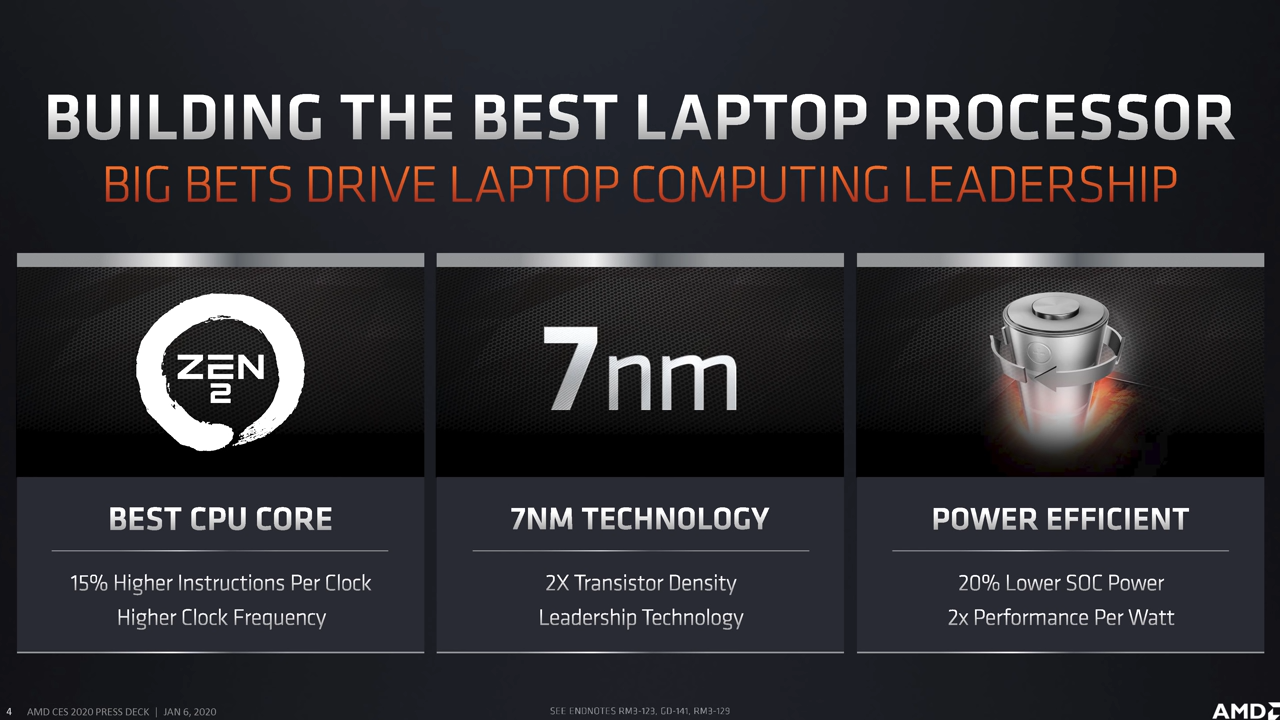 BUILDING THE BEST LAPTOP PROCESSOR
BIG BETS DRIVE LAPTOP COMPUTING LEADERSHIP
ZEN
2
BEST CPU CORE
15% Higher Instructions Per Clock
Higher Clock Frequency
7nm
7NM TECHNOLOGY
2X Transistor Density
Leadership Technology
POWER EFFICIENT
20% Lower SOC Power
2x Performance Per Watt
4 AMD CES 2020 PRESS DECK | JAN 6, 2020
SEE ENDNOTES RM3-123, GD-141, RM3-129
AMD